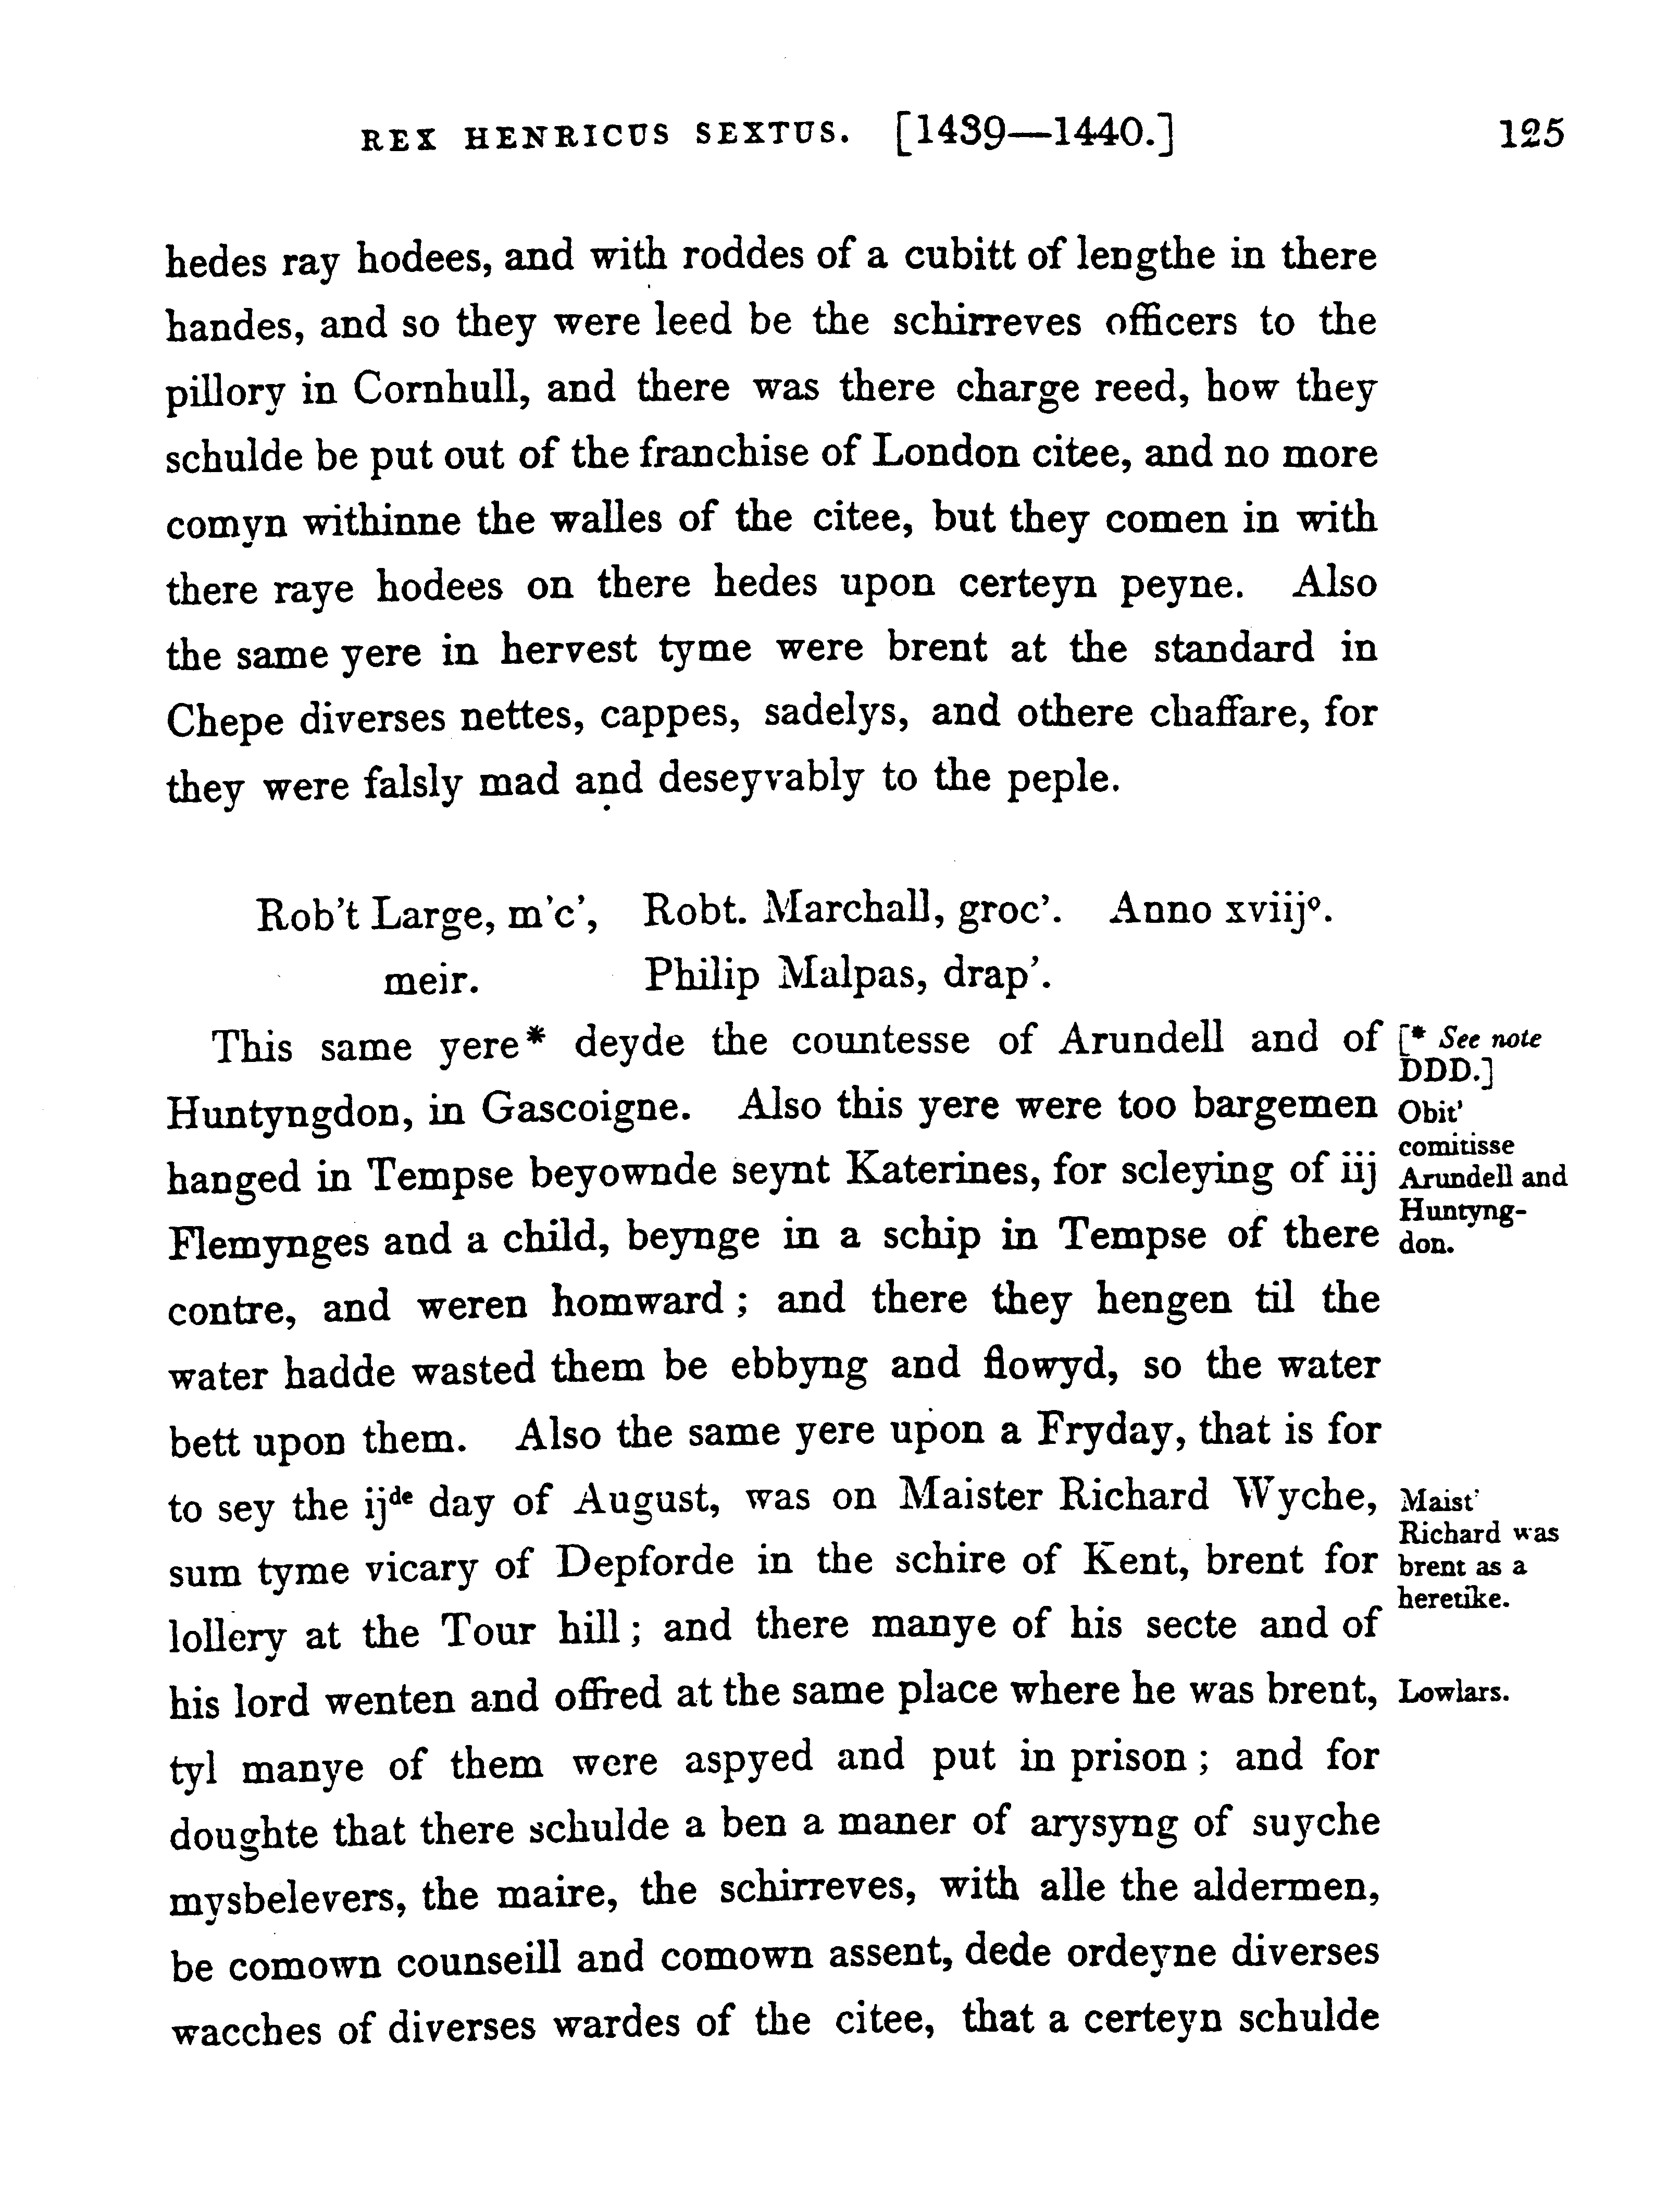 REX HENRICUS SEXTUS. [1439—1440.] 125
hedes ray hodees, and with roddes of a cubitt of lengthe in there
handes, and so they were leed be the schirreves officers to the
pillory in Cornhull, and there was there charge reed, how they
schulde be put out of the franchise of London citee, and no more
comyn withinne the walles of the citee, but they comen in with
there raye hodees on there hedes upon certeyn peyne. Also
the same yere in hervest tyme were brent at the standard in
Chepe diverses nettes, cappes, sadelys, and othere chaffare, for
they were falsly mad and deseyvably to the peple.
Rob't Large, m'c', Robt. Marchall, groc'. Anno xviijº.
meir. Philip Malpas, drap'.
This same yere* deyde the countesse of Arundell and of
Huntyngdon, in Gascoigne. Also this yere were too bargemen
hanged in Tempse beyownde seynt Katerines, for scleying of iij
Flemynges and a child, beynge in a schip in Tempse of there
contre, and weren homward; and there they hengen til the
water hadde wasted them be ebbyng and flowyd, so the water
bett upon them. Also the same yere upon a Fryday, that is for
to sey the ijde day of August, was on Maister Richard Wyche,
sum tyme vicary of Depforde in the schire of Kent, brent for
lollery at the Tour hill; and there manye of his secte and of
his lord wenten and offred at the same place where he was brent,
tyl manye of them were aspyed and put in prison; and for
doughte that there schulde a ben a maner of arysyng of suyche
mysbelevers, the maire, the schirreves, with alle the aldermen,
be comown counseill and comown assent, dede ordeyne diverses
wacches of diverses wardes of the citee, that a certeyn schulde
[* See note
DDD.]
Obit'
comitisse
Arundell and
Huntyng-
don.
Maist'
Richard was
brent as a
heretike.
Lowlars.